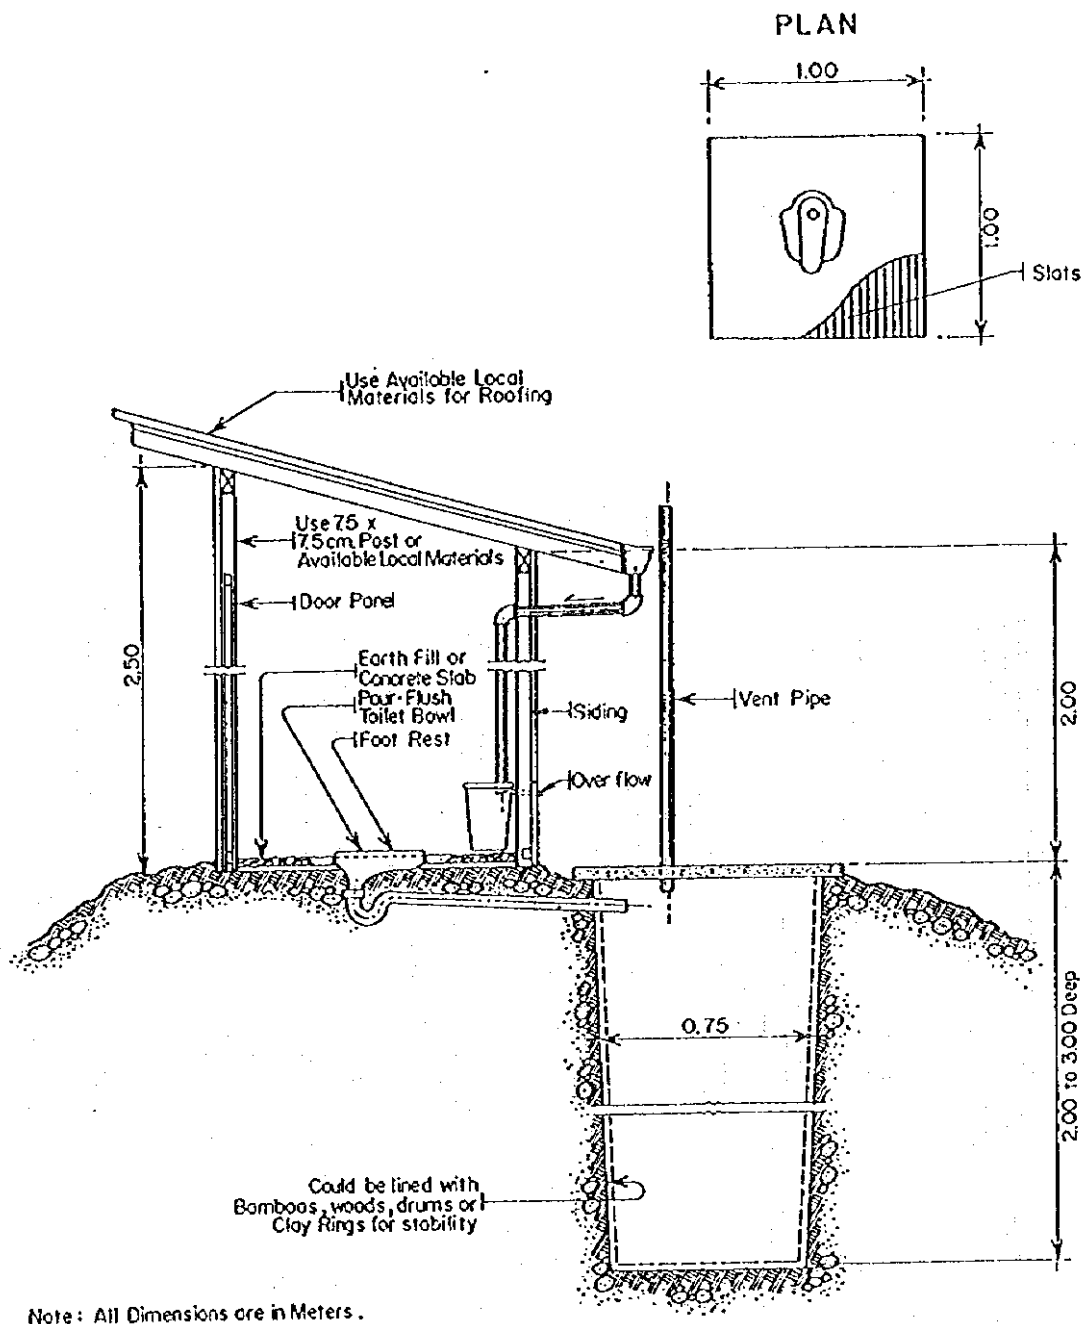 PLAN
1.00
1.00
Slats
Use Available Local
Materials for Roofing
Use 7.5 x
7.5cm. Post or
Available Local Materials
Door Panel
2.50
Earth Fill or
Concrete Slab
Pour-Flush
Toilet Bowl
Foot Rest
Siding
Over flow
Vent Pipe
2.00
0.75
2.00 to 3.00 Deep
Could be lined with
Bamboos, woods, drums or
Clay Rings for stability
Note: All Dimensions are in Meters.